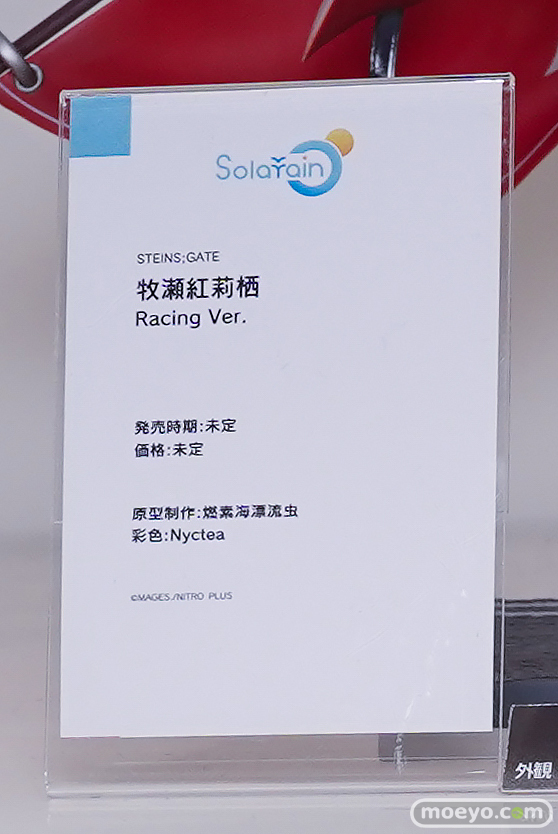 Solarain
STEINS;GATE
牧瀬紅莉栖
Racing Ver.
発売時期:未定
価格:未定
原型制作:燃素海漂流虫
彩色:Nyctea
©MAGES./NITRO PLUS
外観
moeyo.com